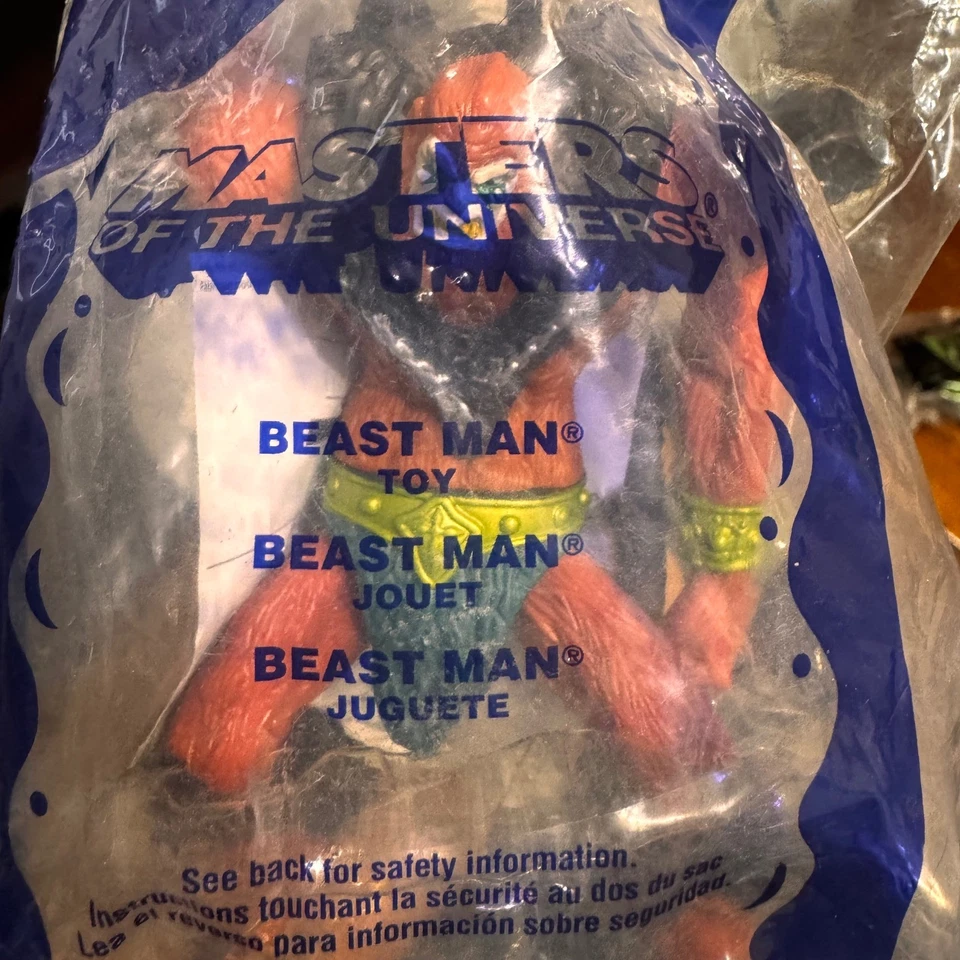 MASTERS®
OF THE UNIVERSE
BEAST MAN®
TOY
BEAST MAN®
JOUET
BEAST MAN®
JUGUETE
See back for safety information.
Instructions touchant la sécurité au dos du sac
Lea el reverso para información sobre seguridad.